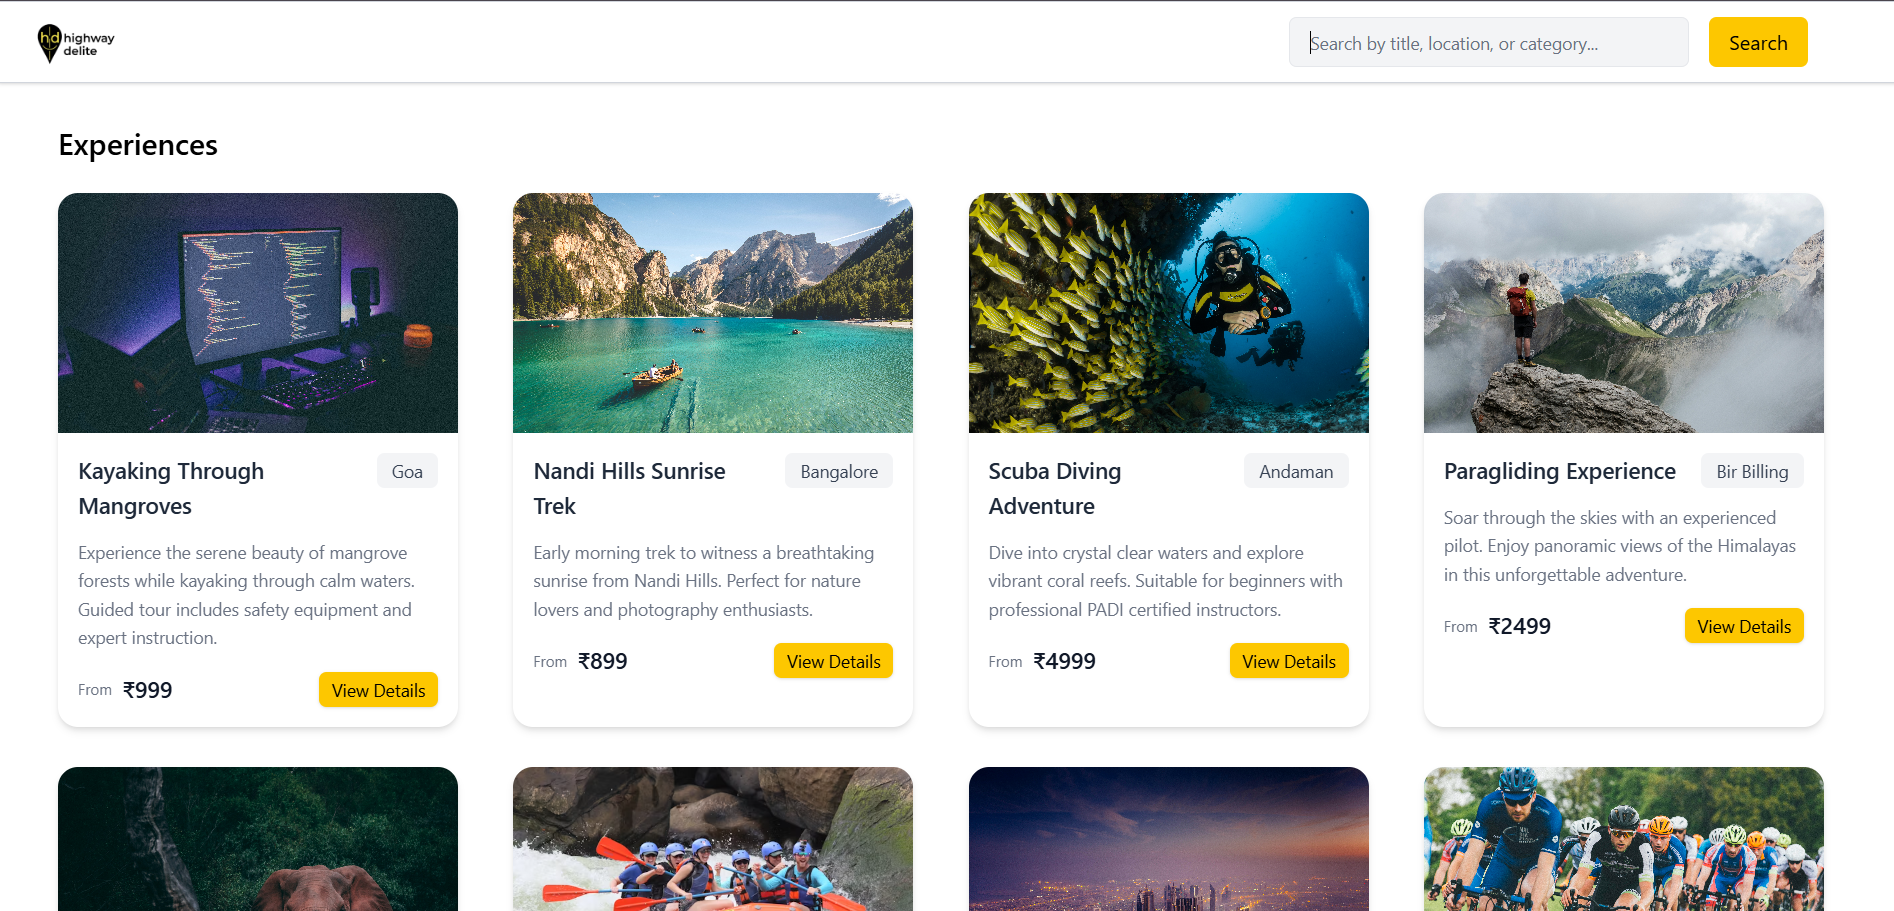 hd highway
delite
Search by title, location, or category...
Search
Experiences
Kayaking Through
Mangroves
Goa
Experience the serene beauty of mangrove
forests while kayaking through calm waters.
Guided tour includes safety equipment and
expert instruction.
From ₹999
View Details
Nandi Hills Sunrise
Trek
Bangalore
Early morning trek to witness a breathtaking
sunrise from Nandi Hills. Perfect for nature
lovers and photography enthusiasts.
From ₹899
View Details
Scuba Diving
Adventure
Andaman
Dive into crystal clear waters and explore
vibrant coral reefs. Suitable for beginners with
professional PADI certified instructors.
From ₹4999
View Details
Paragliding Experience
Bir Billing
Soar through the skies with an experienced
pilot. Enjoy panoramic views of the Himalayas
in this unforgettable adventure.
From ₹2499
View Details